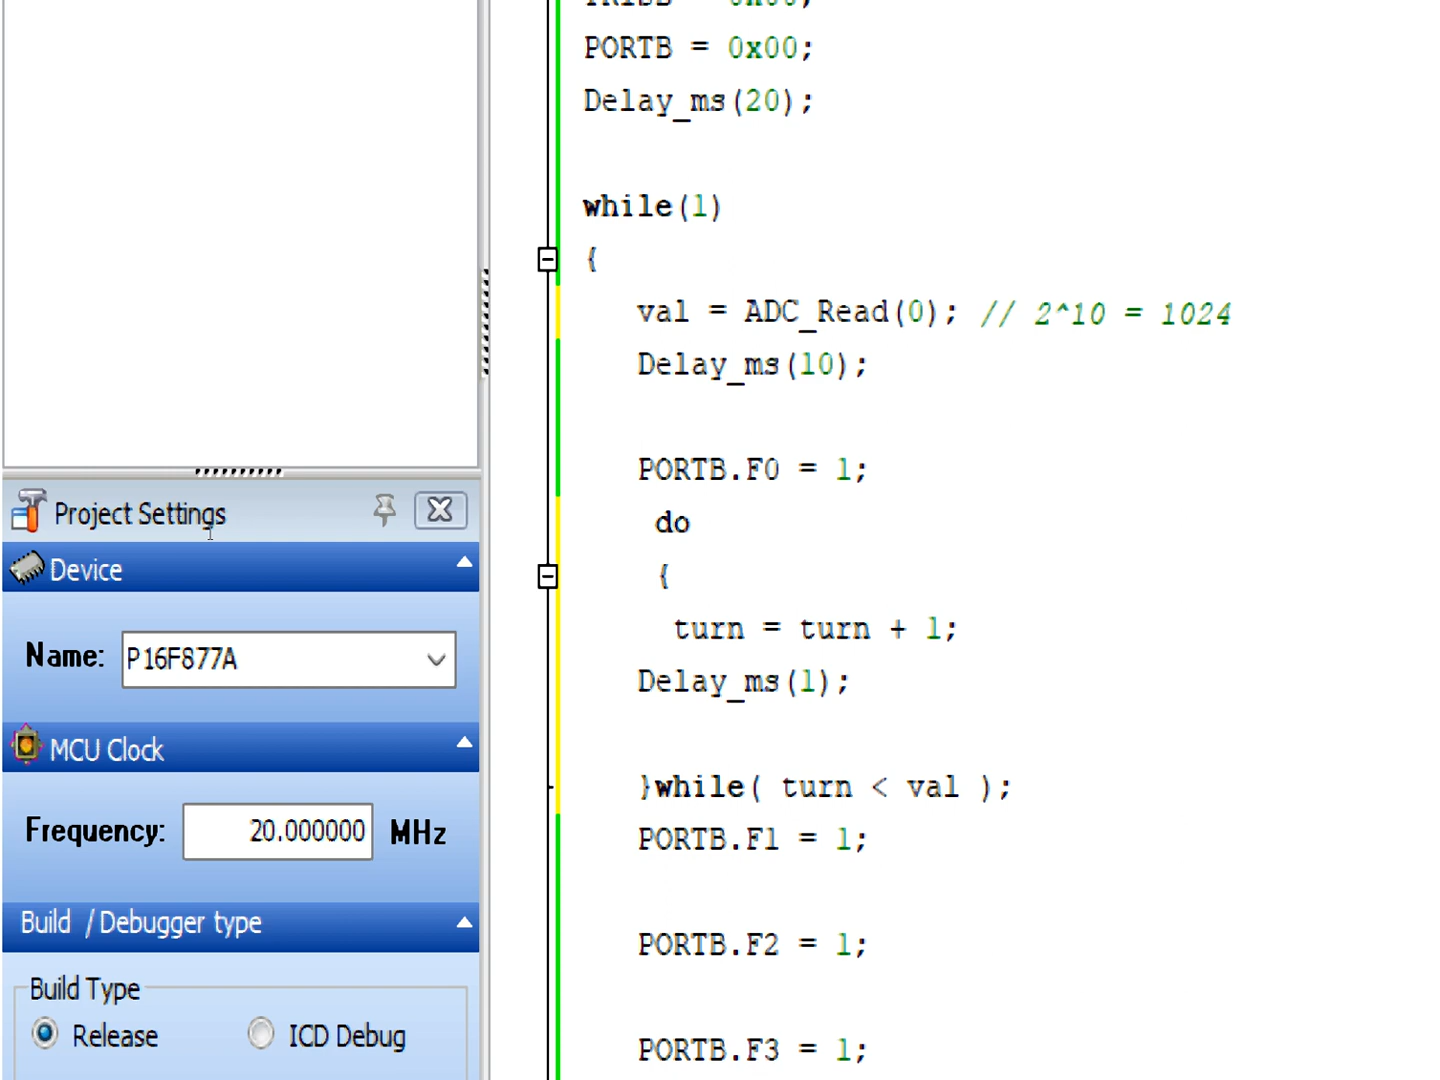 PORTB = 0x00;
Delay_ms(20);
while(1)
{
val = ADC_Read(0); // 2^10 = 1024
Delay_ms(10);
PORTB.F0 = 1;
do
{
turn = turn + 1;
Delay_ms(1);
}while( turn < val );
PORTB.F1 = 1;
PORTB.F2 = 1;
PORTB.F3 = 1;
Project Settings
Device
Name: P16F877A
MCU Clock
Frequency: 20.000000 MHz
Build / Debugger type
Build Type
Release ICD Debug